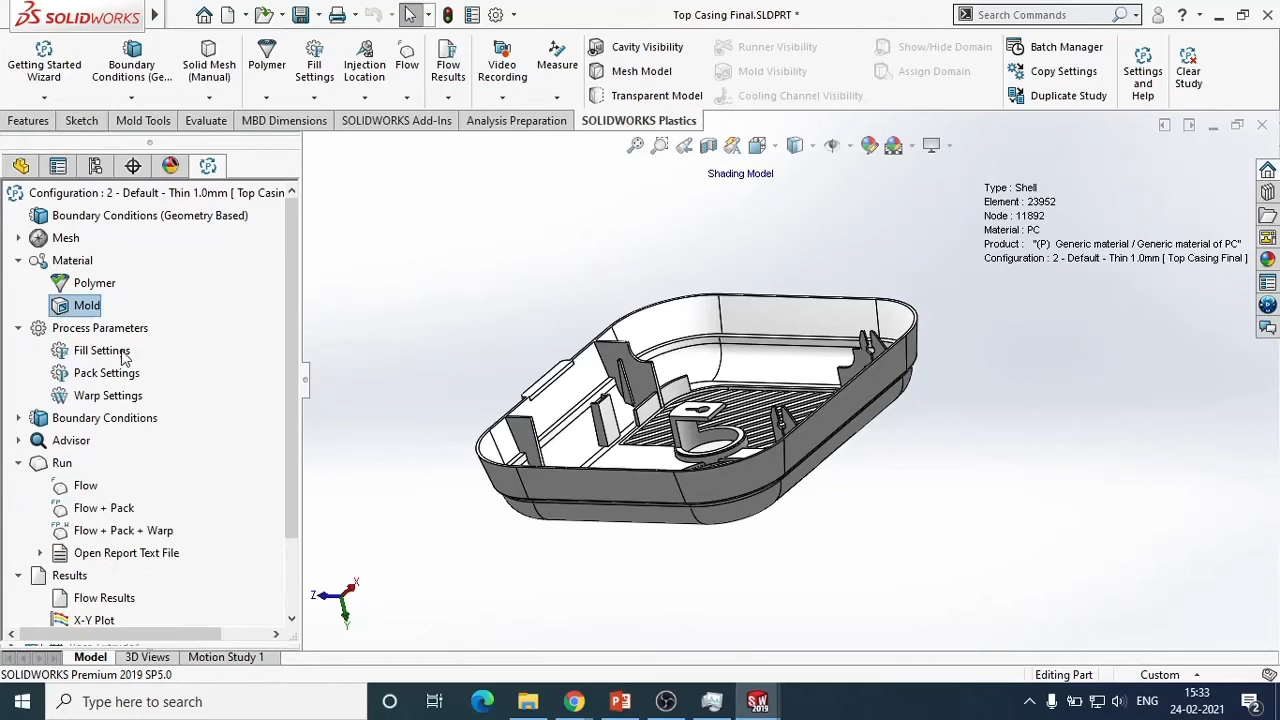 SOLIDWORKS
Top Casing Final.SLDPRT *
Search Commands
Getting Started Wizard
Boundary Conditions (Ge...
Solid Mesh (Manual)
Polymer
Fill Settings
Injection Location
Flow
Flow Results
Video Recording
Measure
Cavity Visibility
Mesh Model
Transparent Model
Runner Visibility
Mold Visibility
Cooling Channel Visibility
Show/Hide Domain
Assign Domain
Batch Manager
Copy Settings
Duplicate Study
Settings and Help
Clear Study
Features
Sketch
Mold Tools
Evaluate
MBD Dimensions
SOLIDWORKS Add-Ins
Analysis Preparation
SOLIDWORKS Plastics
Configuration : 2 - Default - Thin 1.0mm [ Top Casin
Boundary Conditions (Geometry Based)
Mesh
Material
Polymer
Mold
Process Parameters
Fill Settings
Pack Settings
Warp Settings
Boundary Conditions
Advisor
Run
Flow
Flow + Pack
Flow + Pack + Warp
Open Report Text File
Results
Flow Results
X-Y Plot
Shading Model
Type : Shell
Element : 23952
Node : 11892
Material : PC
Product : "(P) Generic material / Generic material of PC"
Configuration : 2 - Default - Thin 1.0mm [ Top Casing Final ]
X
Z
Y
Model
3D Views
Motion Study 1
SOLIDWORKS Premium 2019 SP5.0
Editing Part
Custom
Type here to search
ENG
15:33
24-02-2021
2